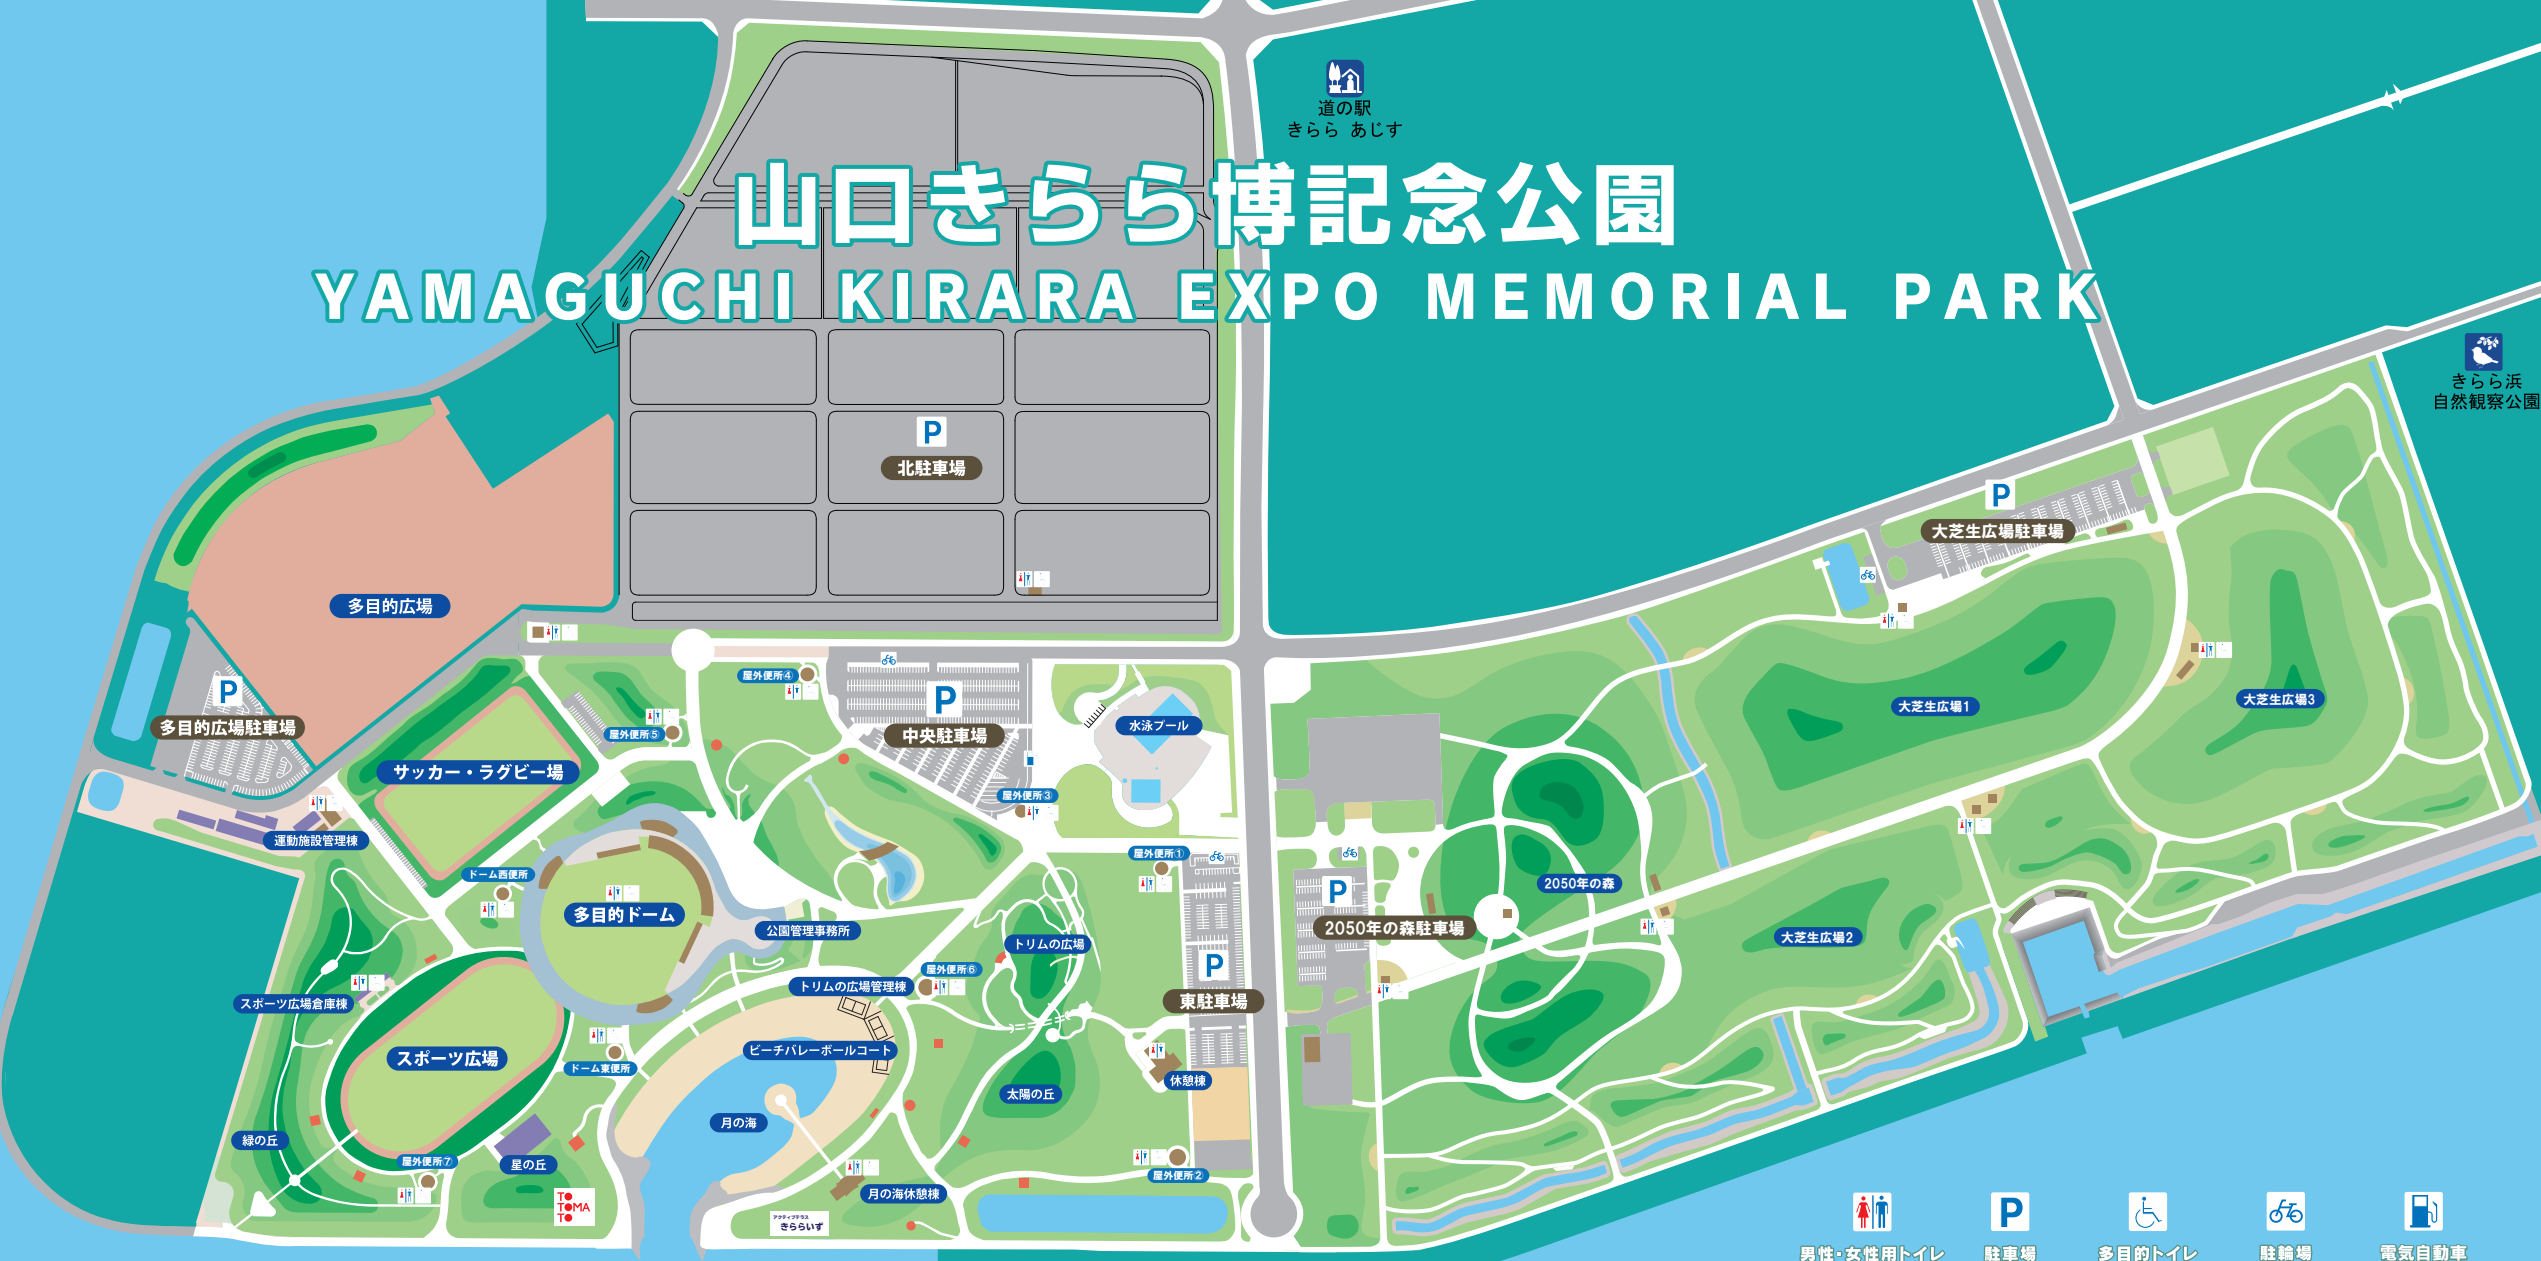 道の駅
きらら あじす
山口きらら博記念公園
YAMAGUCHI KIRARA EXPO MEMORIAL PARK
きらら浜
自然観察公園
P
北駐車場
P
大芝生広場駐車場
多目的広場
P
多目的広場駐車場
屋外便所④
P
中央駐車場
水泳プール
屋外便所⑤
大芝生広場1
大芝生広場3
サッカー・ラグビー場
屋外便所③
運動施設管理棟
屋外便所①
ドーム西便所
多目的ドーム
2050年の森
P
2050年の森駐車場
公園管理事務所
トリムの広場
大芝生広場2
屋外便所⑥
P
トリムの広場管理棟
東駐車場
スポーツ広場倉庫棟
スポーツ広場
ビーチバレーボールコート
ドーム東便所
休憩棟
太陽の丘
月の海
緑の丘
屋外便所⑦
星の丘
屋外便所②
月の海休憩棟
TO
TOMA
TO
アクティブテラス
きららいず
P
男性・女性用トイレ
駐車場
多目的トイレ
駐輪場
電気自動車